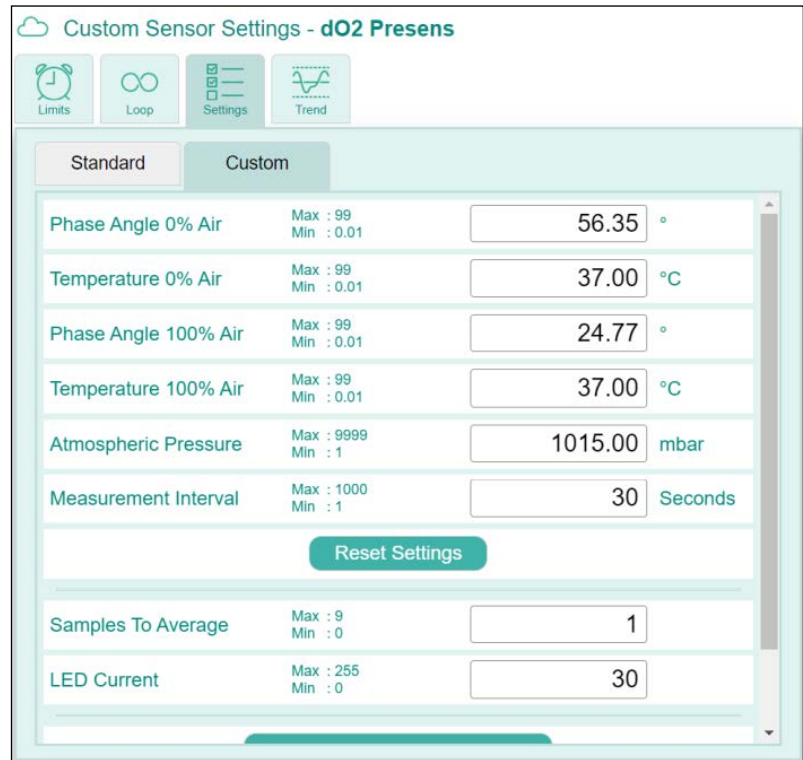 Custom Sensor Settings - dO2 Presens
Limits Loop Settings Trend
Standard Custom
Phase Angle 0% Air Max : 99 56.35 °
Min : 0.01
Temperature 0% Air Max : 99 37.00 °C
Min : 0.01
Phase Angle 100% Air Max : 99 24.77 °
Min : 0.01
Temperature 100% Air Max : 99 37.00 °C
Min : 0.01
Atmospheric Pressure Max : 9999 1015.00 mbar
Min : 1
Measurement Interval Max : 1000 30 Seconds
Min : 1
Reset Settings
Samples To Average Max : 9 1
Min : 0
LED Current Max : 255 30
Min : 0